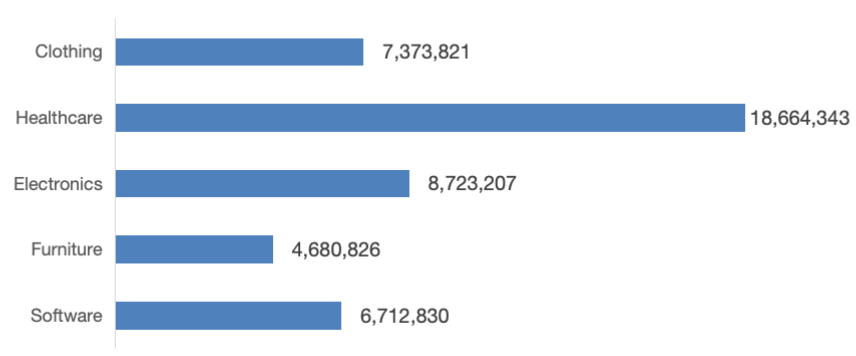 Clothing 7,373,821
Healthcare 18,664,343
Electronics 8,723,207
Furniture 4,680,826
Software 6,712,830